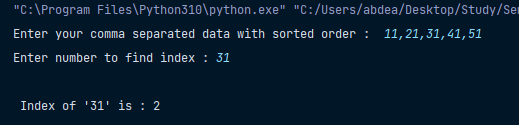 "C:\Program Files\Python310\python.exe" "C:/Users/abdea/Desktop/Study/Se
Enter your comma separated data with sorted order :  11,21,31,41,51
Enter number to find index : 31
Index of '31' is : 2